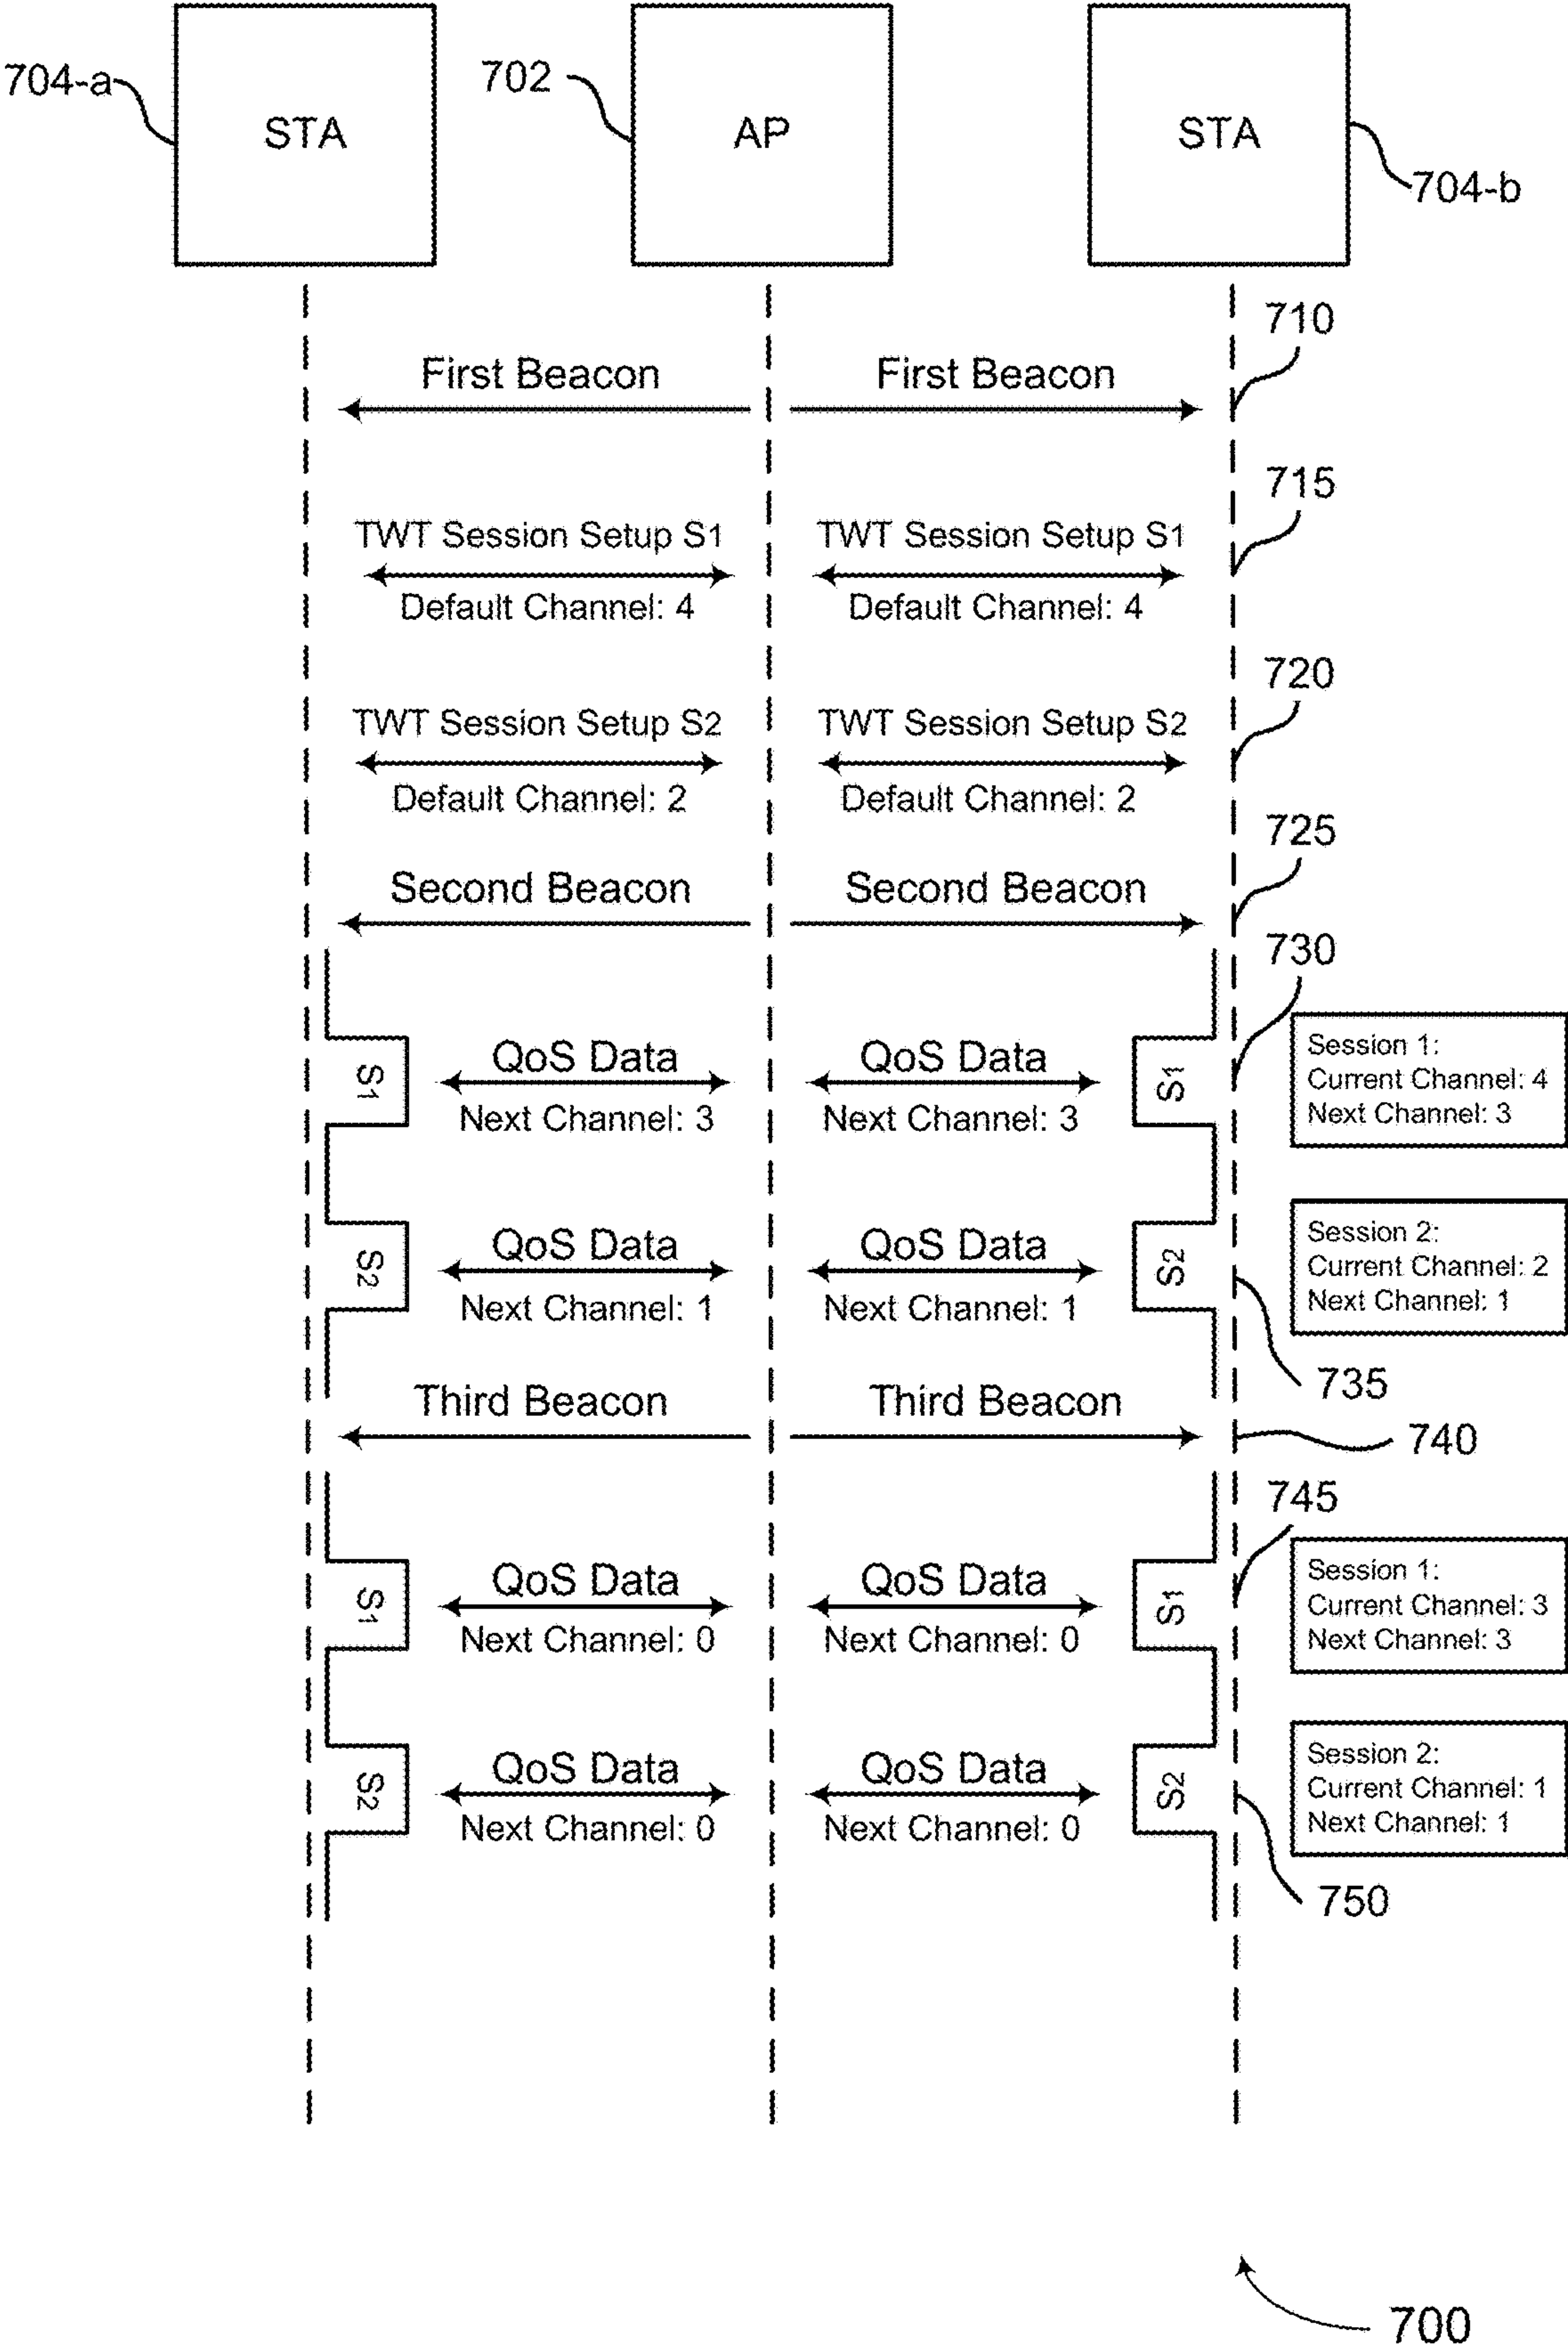 704-a
STA
702
AP
STA
704-b
710
First Beacon
First Beacon
715
TWT Session Setup S1
TWT Session Setup S1
Default Channel: 4
Default Channel: 4
720
TWT Session Setup S2
TWT Session Setup S2
Default Channel: 2
Default Channel: 2
725
Second Beacon
Second Beacon
730
S1
QoS Data
Next Channel: 3
QoS Data
Next Channel: 3
S1
Session 1:
Current Channel: 4
Next Channel: 3
S2
QoS Data
Next Channel: 1
QoS Data
Next Channel: 1
S2
Session 2:
Current Channel: 2
Next Channel: 1
735
Third Beacon
Third Beacon
740
745
S1
QoS Data
Next Channel: 0
QoS Data
Next Channel: 0
S1
Session 1:
Current Channel: 3
Next Channel: 3
S2
QoS Data
Next Channel: 0
QoS Data
Next Channel: 0
S2
Session 2:
Current Channel: 1
Next Channel: 1
750
700